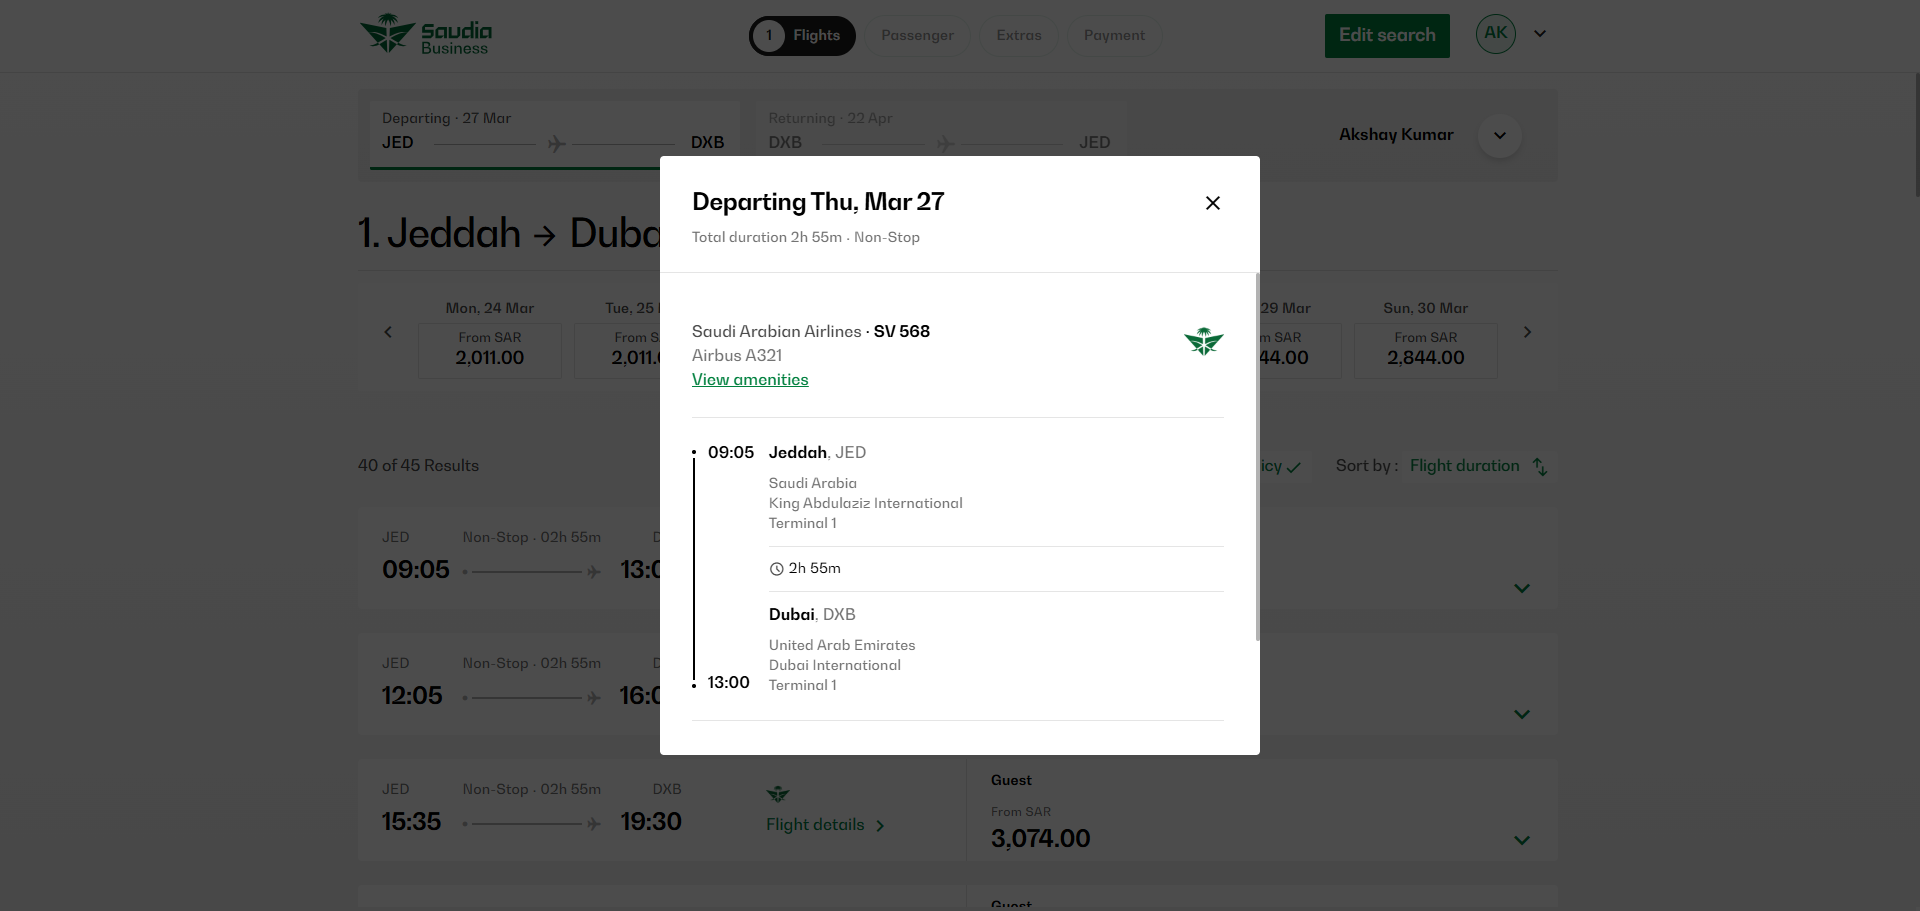 Saudia
Business
1 Flights
Passenger
Extras
Payment
Edit search
AK
Departing · 27 Mar
JED DXB
Returning · 22 Apr
DXB JED
Akshay Kumar
1. Jeddah → Duba
Mon, 24 Mar
From SAR
2,011.00
Tue, 25
From S
2,011.
29 Mar
m SAR
44.00
Sun, 30 Mar
From SAR
2,844.00
40 of 45 Results
icy
Sort by : Flight duration
JED Non-Stop · 02h 55m D
09:05 13:0
JED Non-Stop · 02h 55m D
12:05 16:0
JED Non-Stop · 02h 55m DXB
15:35 19:30
Flight details
Guest
From SAR
3,074.00
Guest
Departing Thu, Mar 27
Total duration 2h 55m · Non-Stop
Saudi Arabian Airlines · SV 568
Airbus A321
View amenities
09:05 Jeddah, JED
Saudi Arabia
King Abdulaziz International
Terminal 1
2h 55m
Dubai, DXB
United Arab Emirates
Dubai International
13:00 Terminal 1